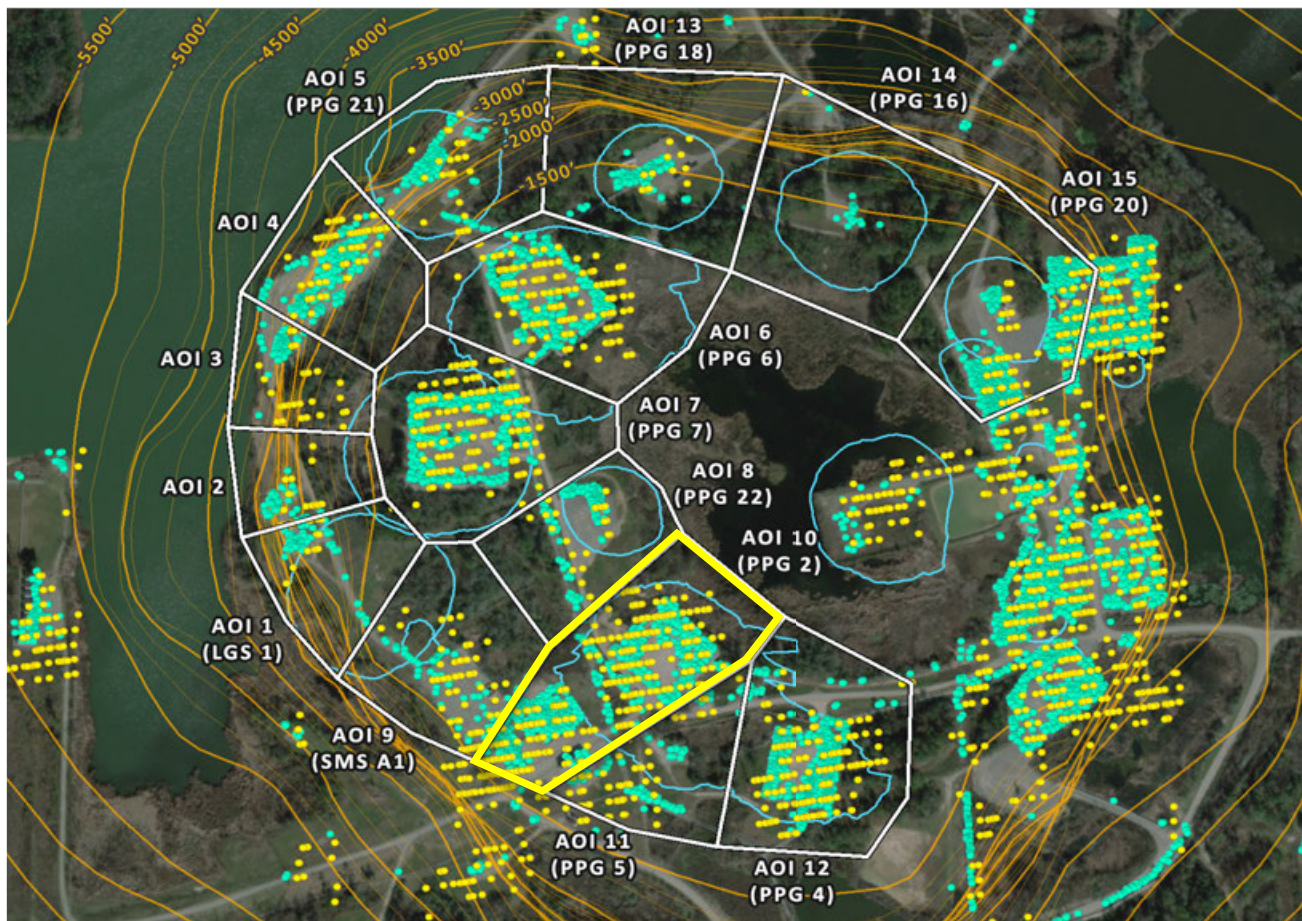 -5500'
-5000'
-4500'
-4000'
-3500'
-3000'
-2500'
-2000'
-1500'
AOI 13
(PPG 18)
AOI 5
(PPG 21)
AOI 14
(PPG 16)
AOI 15
(PPG 20)
AOI 4
AOI 3
AOI 6
(PPG 6)
AOI 7
(PPG 7)
AOI 2
AOI 8
(PPG 22)
AOI 10
(PPG 2)
AOI 1
(LGS 1)
AOI 9
(SMS A1)
AOI 11
(PPG 5)
AOI 12
(PPG 4)
-4000'